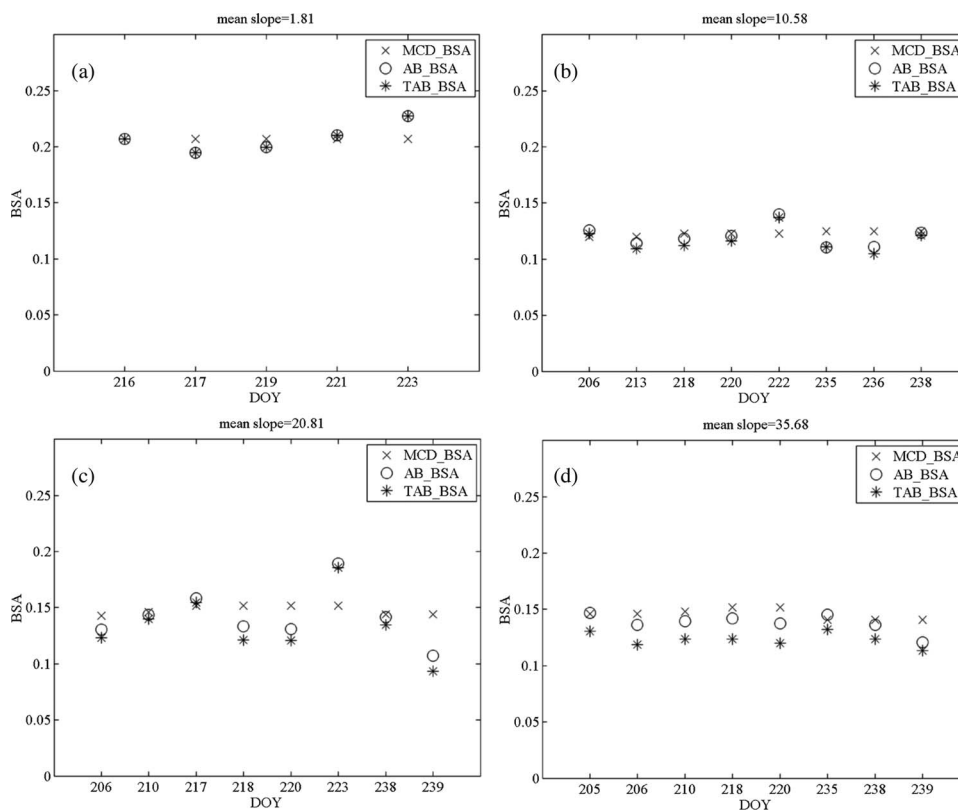 mean slope=1.81
(a)
MCD_BSA
AB_BSA
TAB_BSA
0.25
0.2
0.15
0.1
0.05
0
BSA
216 217 219 221 223
DOY
mean slope=10.58
(b)
MCD_BSA
AB_BSA
TAB_BSA
0.25
0.2
0.15
0.1
0.05
0
BSA
206 213 218 220 222 235 236 238
DOY
mean slope=20.81
(c)
MCD_BSA
AB_BSA
TAB_BSA
0.25
0.2
0.15
0.1
0.05
0
BSA
206 210 217 218 220 223 238 239
DOY
mean slope=35.68
(d)
MCD_BSA
AB_BSA
TAB_BSA
0.25
0.2
0.15
0.1
0.05
0
BSA
205 206 210 218 220 235 238 239
DOY